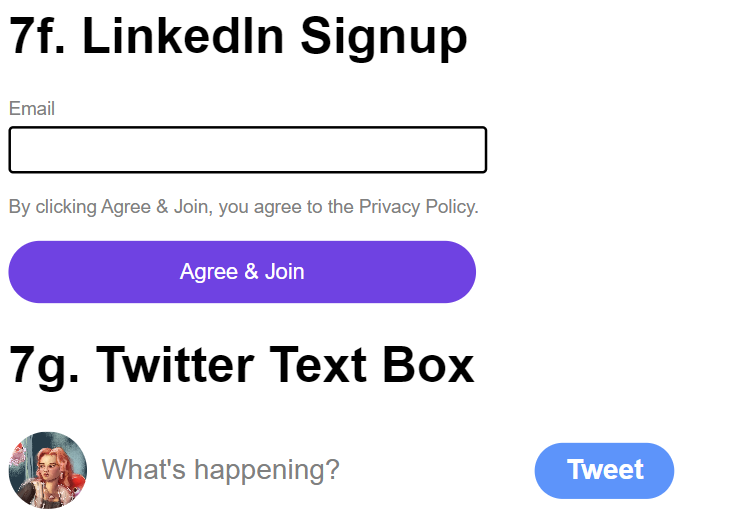 7f. LinkedIn Signup
Email
By clicking Agree & Join, you agree to the Privacy Policy.
Agree & Join
7g. Twitter Text Box
What's happening?
Tweet